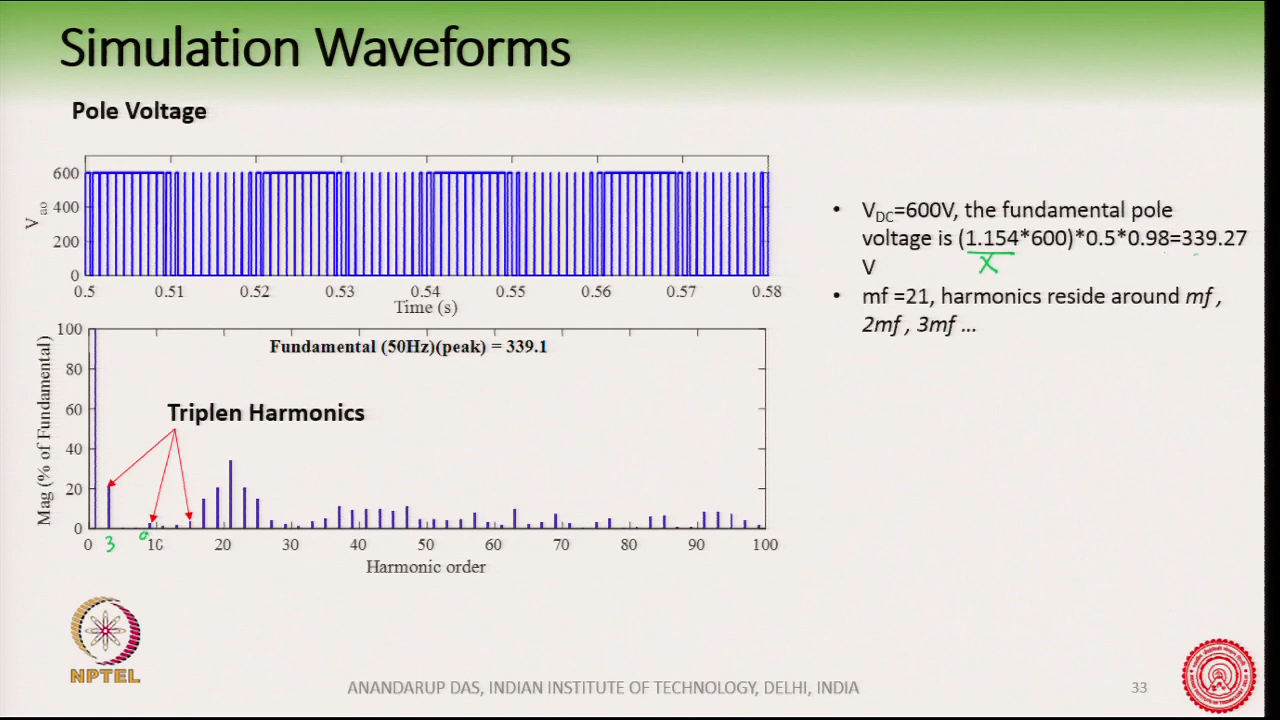 Simulation Waveforms
Pole Voltage
600
400
200
0
V ao
0.5 0.51 0.52 0.53 0.54 0.55 0.56 0.57 0.58
Time (s)
100
80
60
40
20
0
Mag (% of Fundamental)
Fundamental (50Hz)(peak) = 339.1
Triplen Harmonics
0 10 20 30 40 50 60 70 80 90 100
3
Harmonic order
• V_DC=600V, the fundamental pole
voltage is (1.154*600)*0.5*0.98=339.27
V
X
• mf =21, harmonics reside around mf ,
2mf , 3mf ...
NPTEL
ANANDARUP DAS, INDIAN INSTITUTE OF TECHNOLOGY, DELHI, INDIA
33